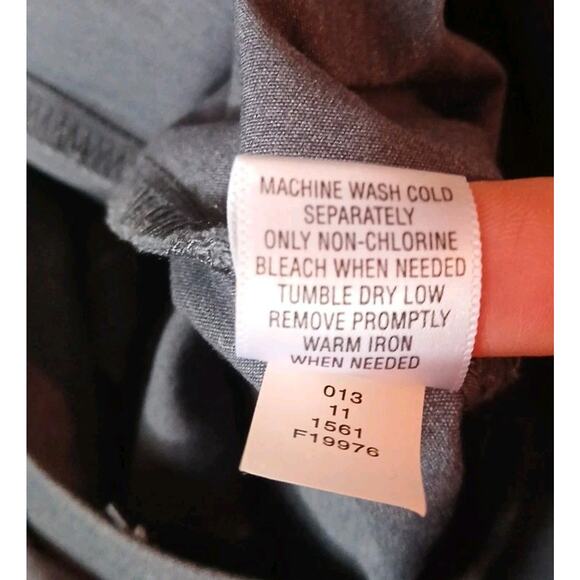 MACHINE WASH COLD
SEPARATELY
ONLY NON-CHLORINE
BLEACH WHEN NEEDED
TUMBLE DRY LOW
REMOVE PROMPTLY
WARM IRON
WHEN NEEDED
013
11
1561
F19976